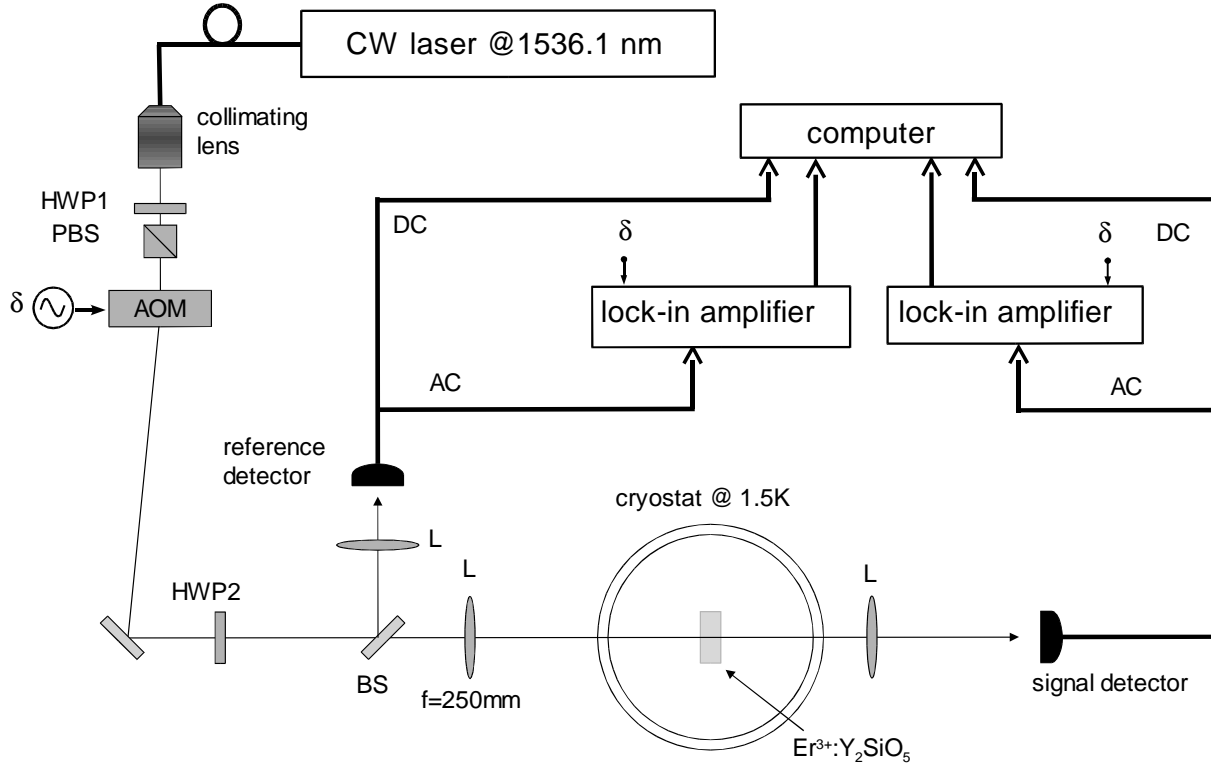 CW laser @1536.1 nm
collimating
lens
computer
HWP1
PBS
DC
δ
δ
DC
δ
AOM
lock-in amplifier
lock-in amplifier
AC
AC
reference
detector
cryostat @ 1.5K
L
L
L
HWP2
BS
f=250mm
signal detector
Er³⁺:Y₂SiO₅